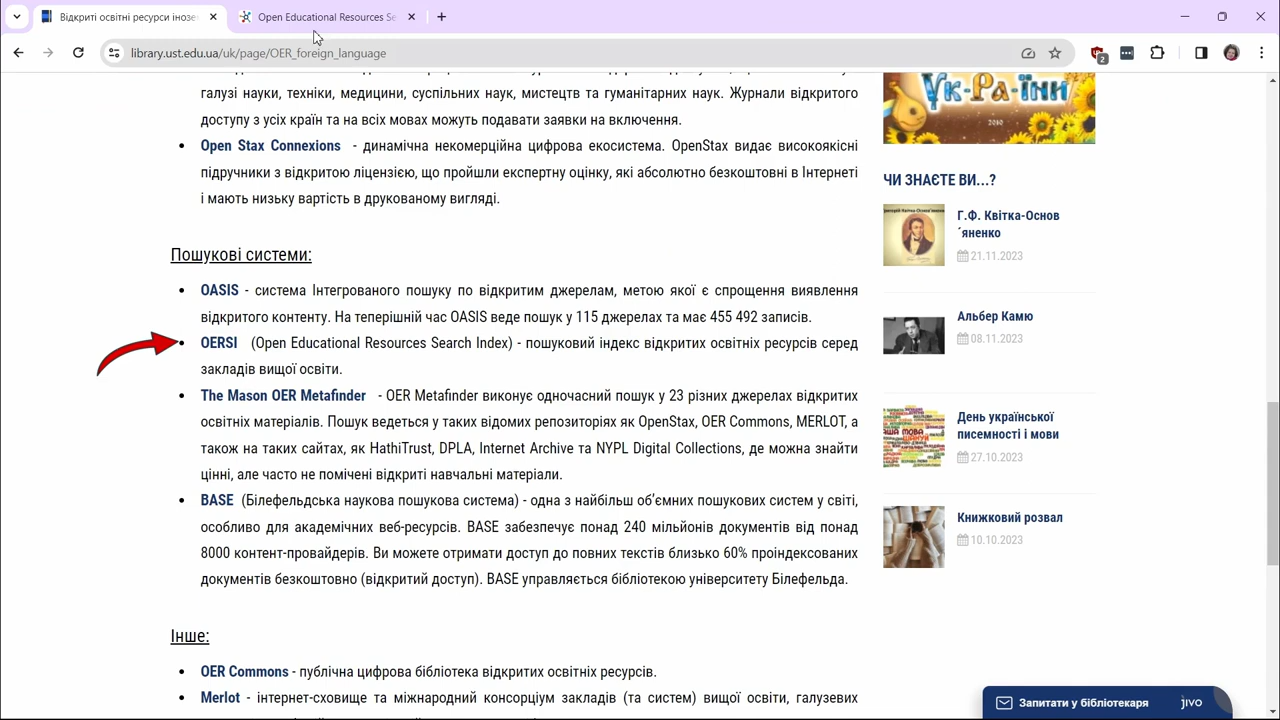 Відкриті освітні ресурси інозе
Open Educational Resources Se
library.ust.edu.ua/uk/page/OER_foreign_language
2
галузі науки, техніки, медицини, суспільних наук, мистецтв та гуманітарних наук. Журнали відкритого
доступу з усіх країн та на всіх мовах можуть подавати заявки на включення.
Open Stax Connexions - динамічна некомерційна цифрова екосистема. OpenStax видає високоякісні
підручники з відкритою ліцензією, що пройшли експертну оцінку, які абсолютно безкоштовні в Інтернеті
і мають низьку вартість в друкованому вигляді.
Пошукові системи:
OASIS - система Інтегрованого пошуку по відкритим джерелам, метою якої є спрощення виявлення
відкритого контенту. На теперішній час OASIS веде пошук у 115 джерелах та має 455 492 записів.
OERSI (Open Educational Resources Search Index) - пошуковий індекс відкритих освітніх ресурсів серед
закладів вищої освіти.
The Mason OER Metafinder - OER Metafinder виконує одночасний пошук у 23 різних джерелах відкритих
освітніх матеріалів. Пошук ведеться у таких відомих репозиторіях як OpenStax, OER Commons, MERLOT, а
також на таких сайтах, як HathiTrust, DPLA, Internet Archive та NYPL Digital Collections, де можна знайти
цінні, але часто не помічені відкриті навчальні матеріали.
BASE (Білефельдська наукова пошукова система) - одна з найбільш об’ємних пошукових систем у світі,
особливо для академічних веб-ресурсів. BASE забезпечує понад 240 мільйонів документів від понад
8000 контент-провайдерів. Ви можете отримати доступ до повних текстів близько 60% проіндексованих
документів безкоштовно (відкритий доступ). BASE управляється бібліотекою університету Білефельда.
Інше:
OER Commons - публічна цифрова бібліотека відкритих освітніх ресурсів.
Merlot - інтернет-сховище та міжнародний консорціум закладів (та систем) вищої освіти, галузевих
Ук-Ра-їни
ЧИ ЗНАЄТЕ ВИ...?
Г.Ф. Квітка-Основ
´яненко
21.11.2023
Альбер Камю
08.11.2023
День української
писемності і мови
27.10.2023
Книжковий розвал
10.10.2023
Запитати у бібліотекаря jivo